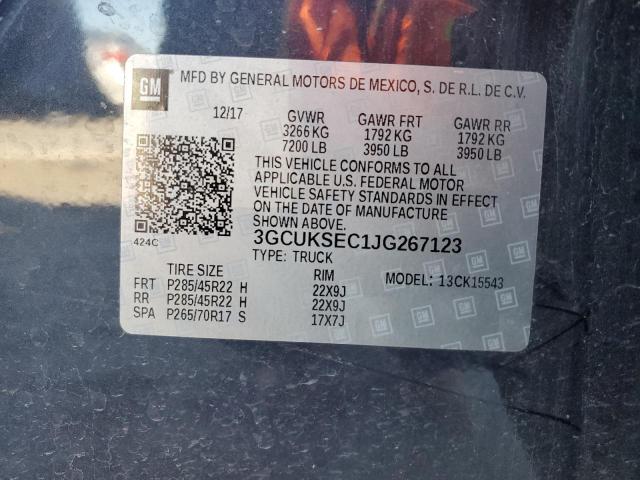 GM MFD BY GENERAL MOTORS DE MEXICO, S. DE R.L. DE C.V.
12/17 GVWR GAWR FRT GAWR RR
3266 KG 1792 KG 1792 KG
7200 LB 3950 LB 3950 LB
THIS VEHICLE CONFORMS TO ALL
APPLICABLE U.S. FEDERAL MOTOR
VEHICLE SAFETY STANDARDS IN EFFECT
ON THE DATE OF MANUFACTURE
SHOWN ABOVE.
424C 3GCUKSEC1JG267123
TYPE: TRUCK
TIRE SIZE RIM MODEL: 13CK15543
FRT P285/45R22 H 22X9J
RR P285/45R22 H 22X9J
SPA P265/70R17 S 17X7J